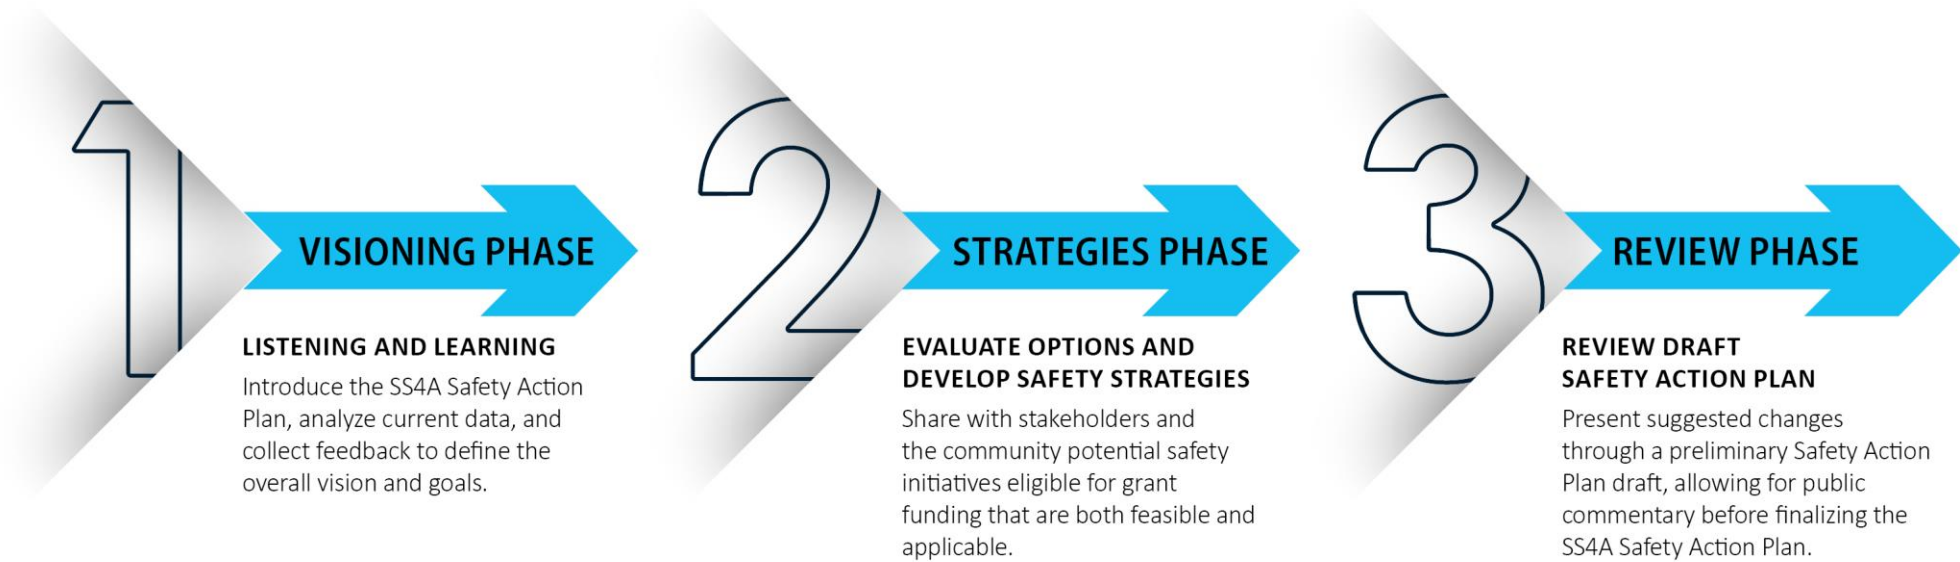 1
VISIONING PHASE
LISTENING AND LEARNING
Introduce the SS4A Safety Action
Plan, analyze current data, and
collect feedback to define the
overall vision and goals.
2
STRATEGIES PHASE
EVALUATE OPTIONS AND
DEVELOP SAFETY STRATEGIES
Share with stakeholders and
the community potential safety
initiatives eligible for grant
funding that are both feasible and
applicable.
3
REVIEW PHASE
REVIEW DRAFT
SAFETY ACTION PLAN
Present suggested changes
through a preliminary Safety Action
Plan draft, allowing for public
commentary before finalizing the
SS4A Safety Action Plan.